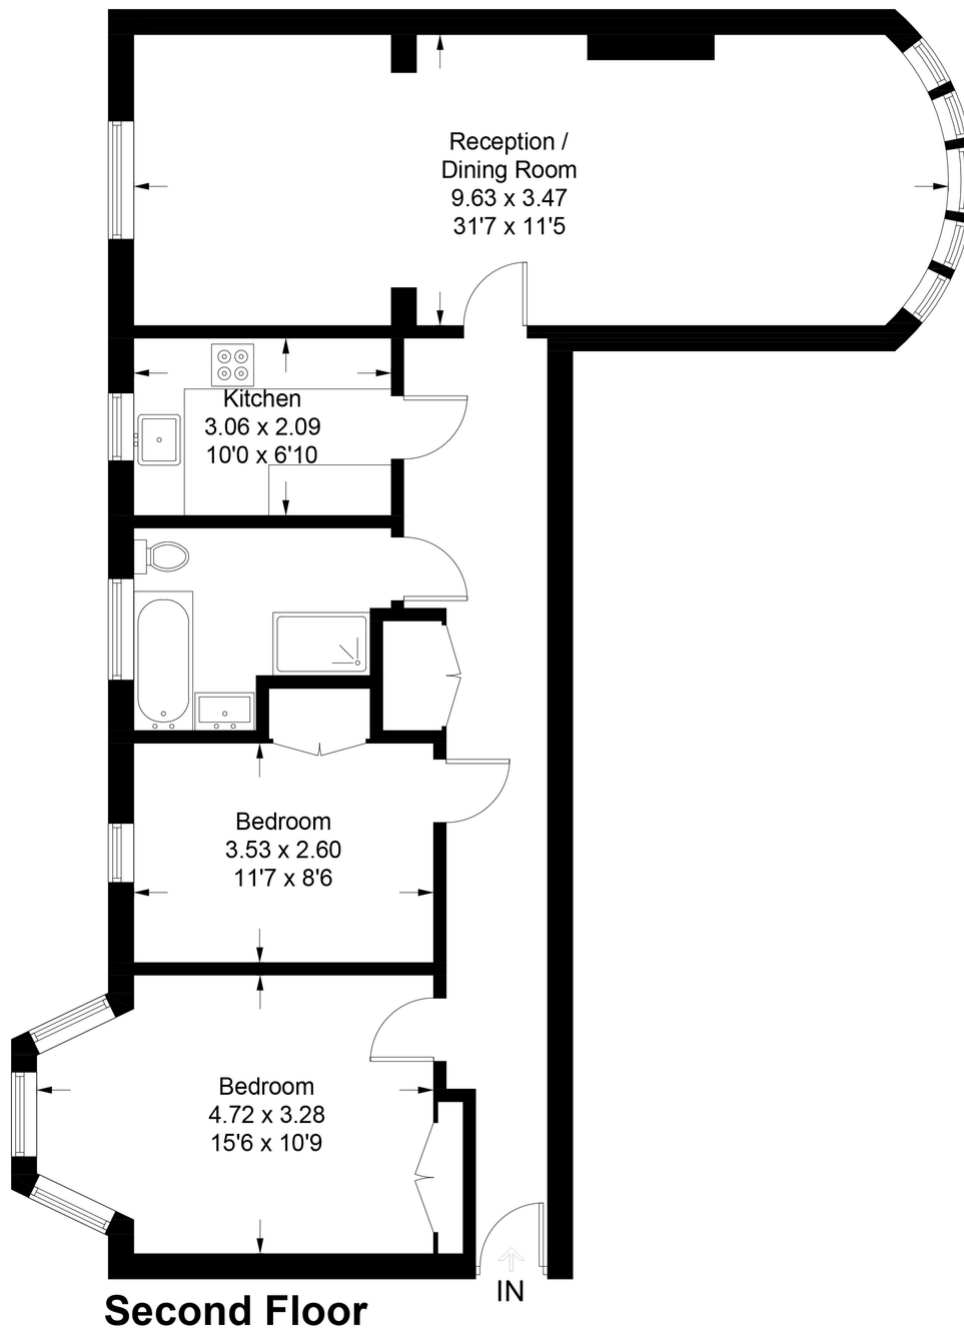 Reception /
Dining Room
9.63 x 3.47
31'7 x 11'5
Kitchen
3.06 x 2.09
10'0 x 6'10
Bedroom
3.53 x 2.60
11'7 x 8'6
Bedroom
4.72 x 3.28
15'6 x 10'9
IN
Second Floor